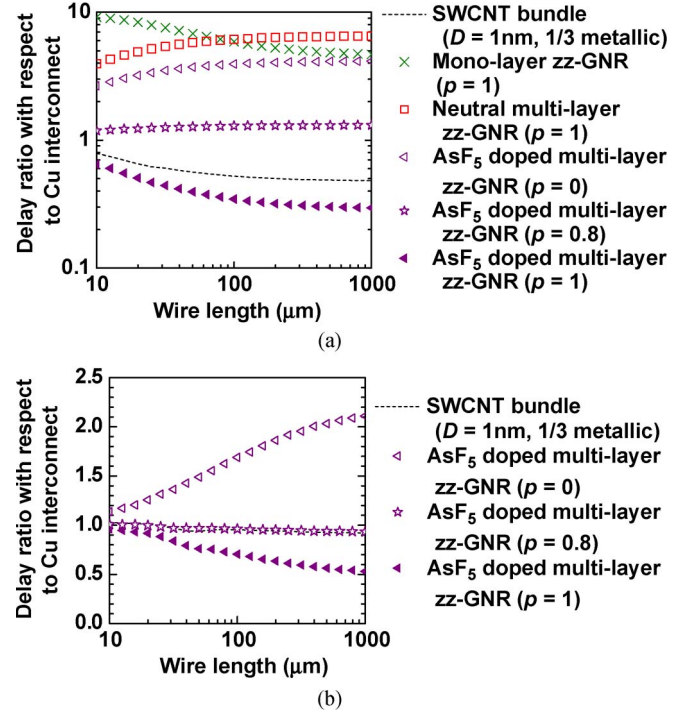 10
1
0.1
10
100
1000
Delay ratio with respect
to Cu interconnect
Wire length (μm)
SWCNT bundle
(D = 1nm, 1/3 metallic)
Mono-layer zz-GNR
(p = 1)
Neutral multi-layer
zz-GNR (p = 1)
AsF5 doped multi-layer
zz-GNR (p = 0)
AsF5 doped multi-layer
zz-GNR (p = 0.8)
AsF5 doped multi-layer
zz-GNR (p = 1)
(a)
2.5
2.0
1.5
1.0
0.5
0.0
10
100
1000
Delay ratio with respect
to Cu interconnect
Wire length (μm)
SWCNT bundle
(D = 1nm, 1/3 metallic)
AsF5 doped multi-layer
zz-GNR (p = 0)
AsF5 doped multi-layer
zz-GNR (p = 0.8)
AsF5 doped multi-layer
zz-GNR (p = 1)
(b)